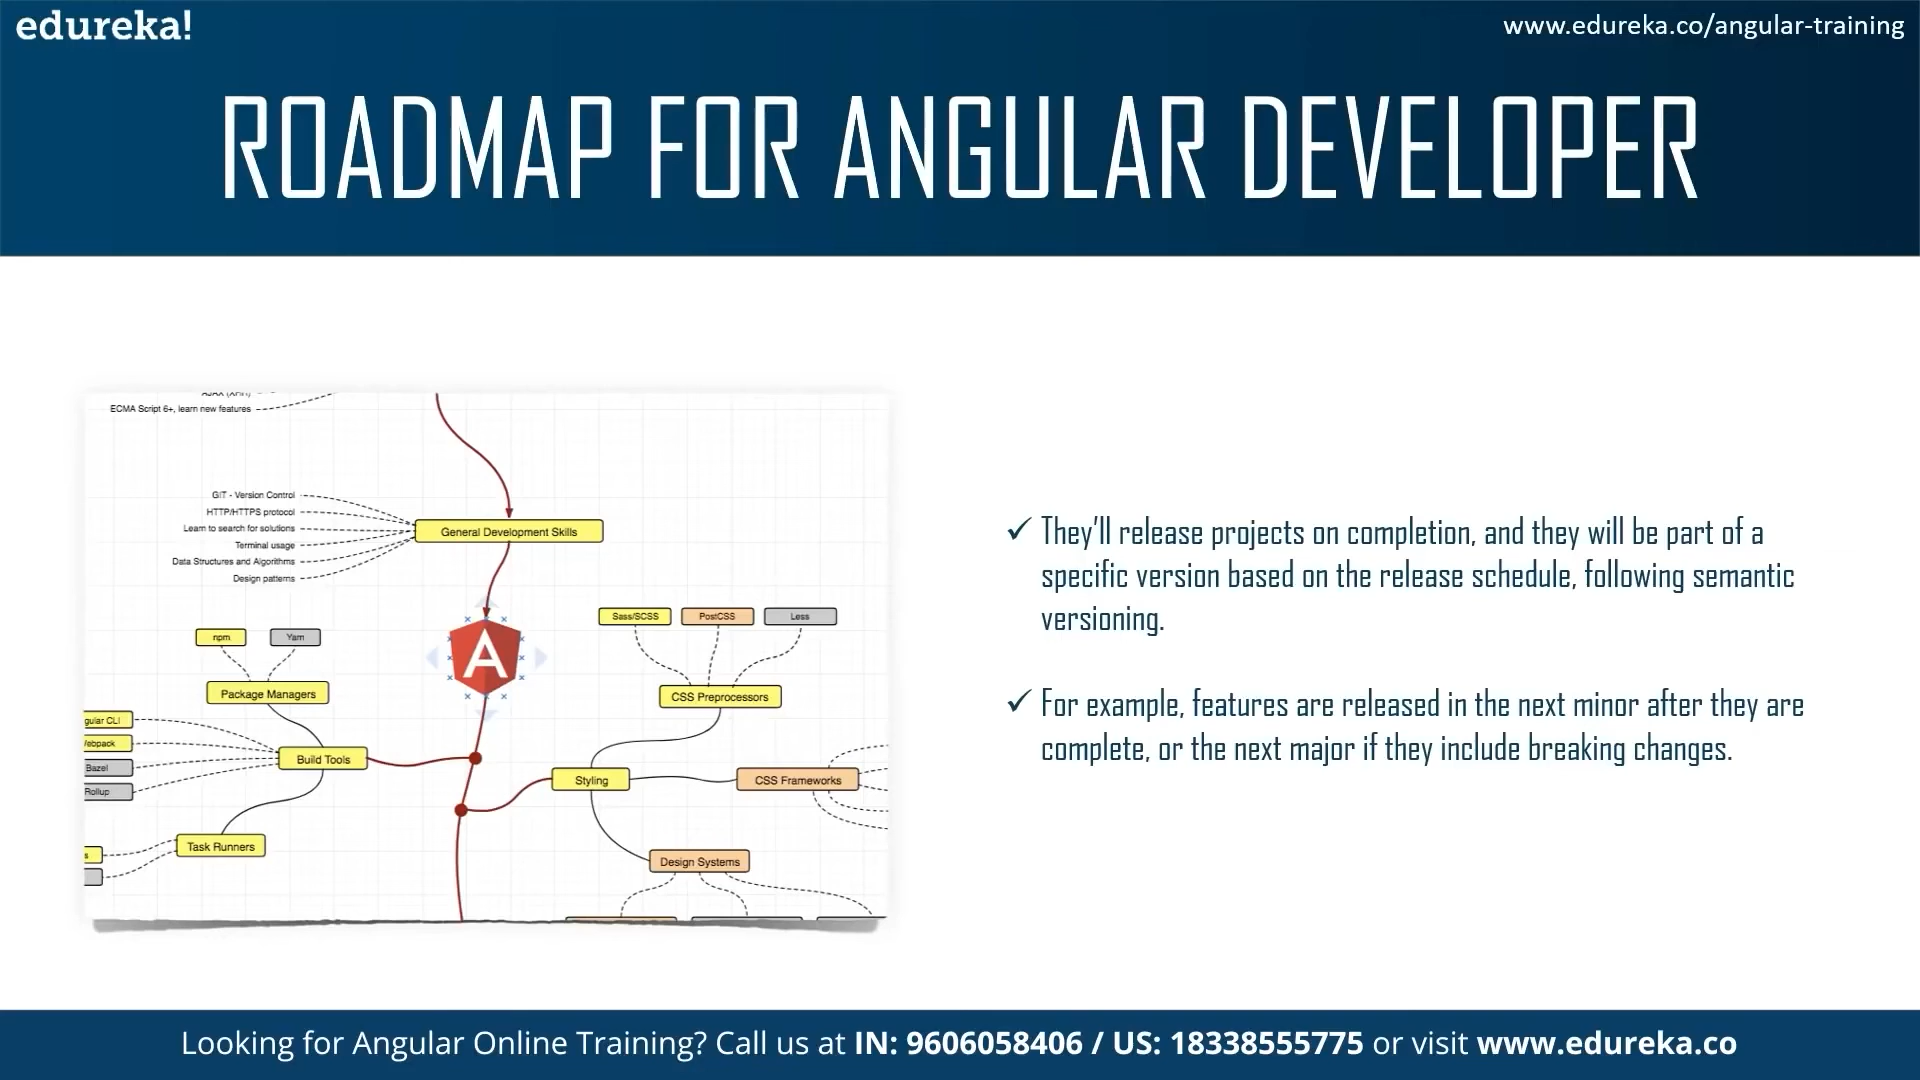 edureka!
www.edureka.co/angular-training
ROADMAP FOR ANGULAR DEVELOPER
AJAX (XHR)
ECMA Script 6+, learn new features
GIT - Version Control
HTTP/HTTPS protocol
Learn to search for solutions
Terminal usage
Data Structures and Algorithms
Design patterns
General Development Skills
A
npm
Yarn
Package Managers
gular CLI
ebpack
Bazel
Rollup
Build Tools
Task Runners
s
Sass/SCSS
PostCSS
Less
CSS Preprocessors
Styling
CSS Frameworks
Design Systems
They'll release projects on completion, and they will be part of a
specific version based on the release schedule, following semantic
versioning.
For example, features are released in the next minor after they are
complete, or the next major if they include breaking changes.
Looking for Angular Online Training? Call us at IN: 9606058406 / US: 18338555775 or visit www.edureka.co